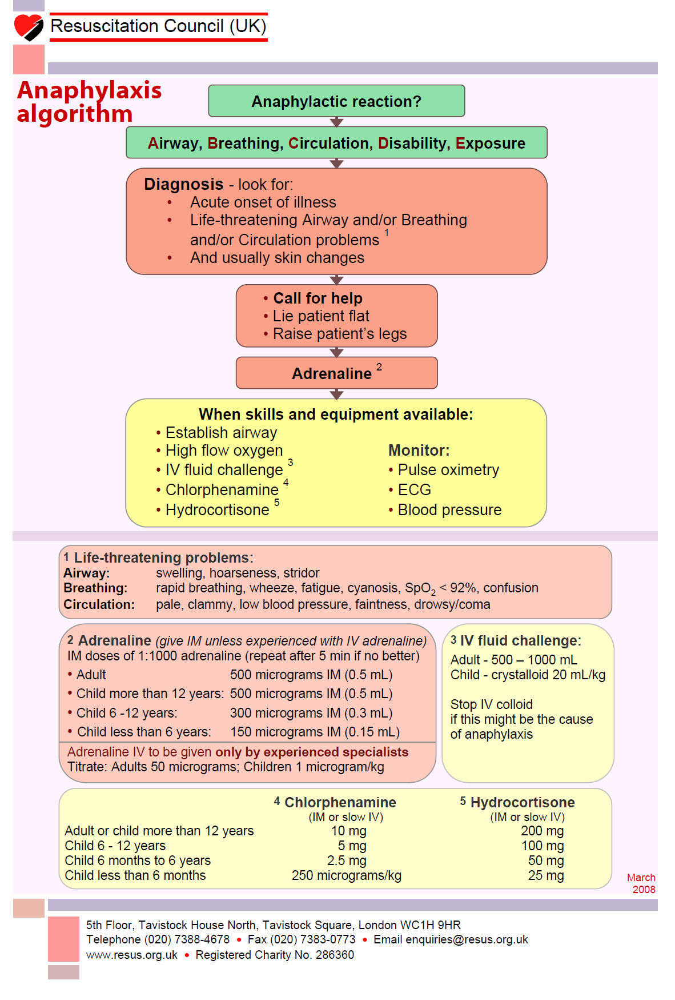 Resuscitation Council (UK)
Anaphylaxis
algorithm
Anaphylactic reaction?
Airway, Breathing, Circulation, Disability, Exposure
Diagnosis - look for:
• Acute onset of illness
• Life-threatening Airway and/or Breathing
and/or Circulation problems 1
• And usually skin changes
• Call for help
• Lie patient flat
• Raise patient’s legs
Adrenaline 2
When skills and equipment available:
• Establish airway
• High flow oxygen
• IV fluid challenge 3
• Chlorphenamine 4
• Hydrocortisone 5
Monitor:
• Pulse oximetry
• ECG
• Blood pressure
1 Life-threatening problems:
Airway: swelling, hoarseness, stridor
Breathing: rapid breathing, wheeze, fatigue, cyanosis, SpO2 < 92%, confusion
Circulation: pale, clammy, low blood pressure, faintness, drowsy/coma
2 Adrenaline (give IM unless experienced with IV adrenaline)
IM doses of 1:1000 adrenaline (repeat after 5 min if no better)
• Adult 500 micrograms IM (0.5 mL)
• Child more than 12 years: 500 micrograms IM (0.5 mL)
• Child 6 -12 years: 300 micrograms IM (0.3 mL)
• Child less than 6 years: 150 micrograms IM (0.15 mL)
Adrenaline IV to be given only by experienced specialists
Titrate: Adults 50 micrograms; Children 1 microgram/kg
3 IV fluid challenge:
Adult - 500 – 1000 mL
Child - crystalloid 20 mL/kg
Stop IV colloid
if this might be the cause
of anaphylaxis
4 Chlorphenamine 5 Hydrocortisone
(IM or slow IV) (IM or slow IV)
Adult or child more than 12 years 10 mg 200 mg
Child 6 - 12 years 5 mg 100 mg
Child 6 months to 6 years 2.5 mg 50 mg
Child less than 6 months 250 micrograms/kg 25 mg
March
2008
5th Floor, Tavistock House North, Tavistock Square, London WC1H 9HR
Telephone (020) 7388-4678 • Fax (020) 7383-0773 • Email enquiries@resus.org.uk
www.resus.org.uk • Registered Charity No. 286360